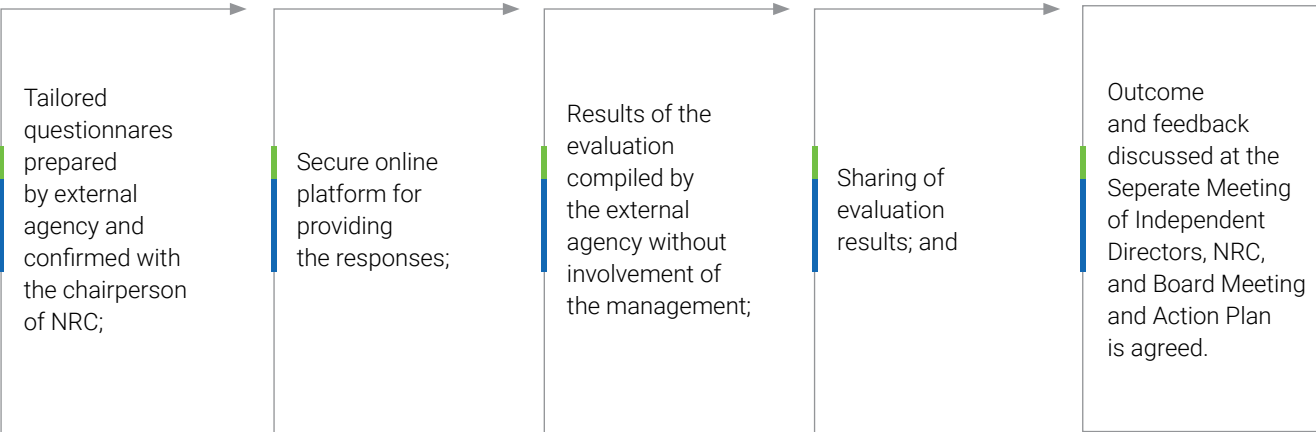 Tailored
questionnares
prepared
by external
agency and
confirmed with
the chairperson
of NRC;
Secure online
platform for
providing
the responses;
Results of the
evaluation
compiled by
the external
agency without
involvement of
the management;
Sharing of
evaluation
results; and
Outcome
and feedback
discussed at the
Seperate Meeting
of Independent
Directors, NRC,
and Board Meeting
and Action Plan
is agreed.